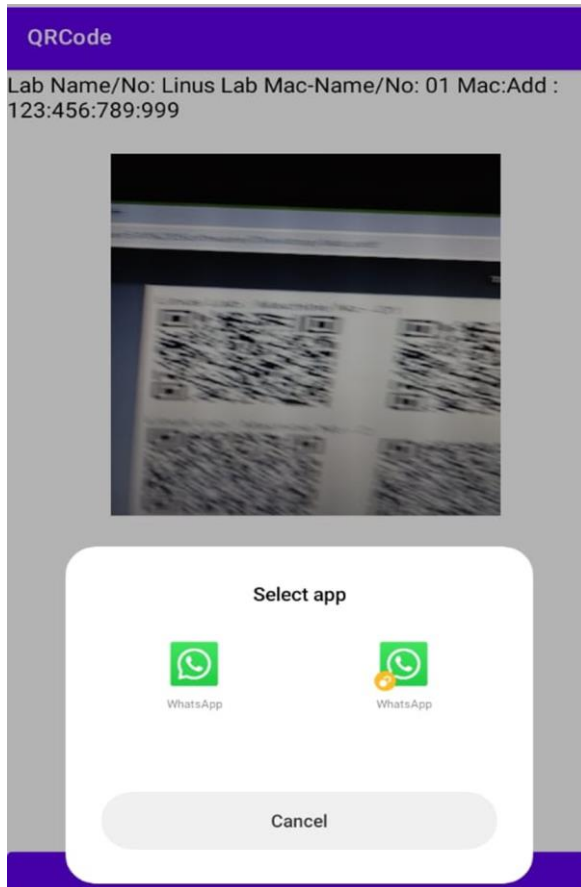 QRCode
Lab Name/No: Linus Lab Mac-Name/No: 01 Mac:Add :
123:456:789:999
Select app
WhatsApp
WhatsApp
Cancel